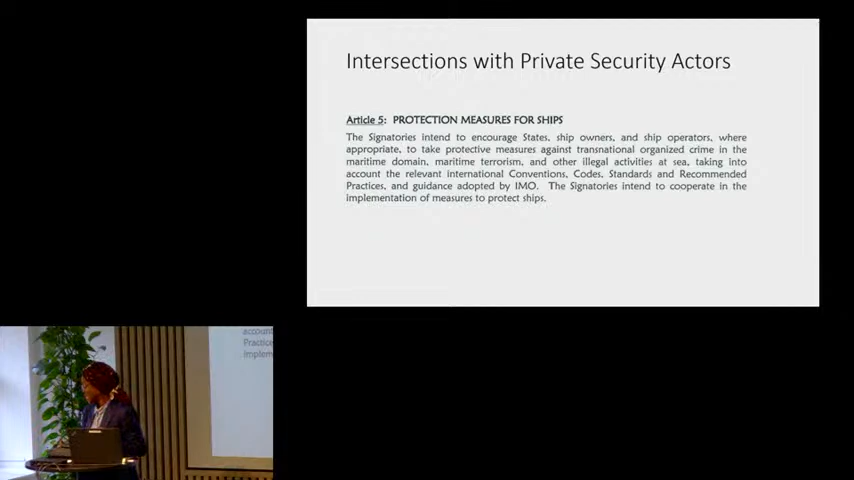 Intersections with Private Security Actors
Article 5: PROTECTION MEASURES FOR SHIPS
The Signatories intend to encourage States, ship owners, and ship operators, where
appropriate, to take protective measures against transnational organized crime in the
maritime domain, maritime terrorism, and other illegal activities at sea, taking into
account the relevant international Conventions, Codes, Standards and Recommended
Practices, and guidance adopted by IMO. The Signatories intend to cooperate in the
implementation of measures to protect ships.
account
Practice
implem